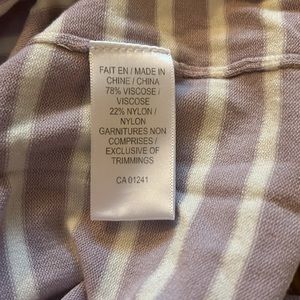 FAIT EN / MADE IN
CHINE / CHINA
78% VISCOSE /
VISCOSE
22% NYLON /
NYLON
GARNITURES NON
COMPRISES /
EXCLUSIVE OF
TRIMMINGS
CA 01241